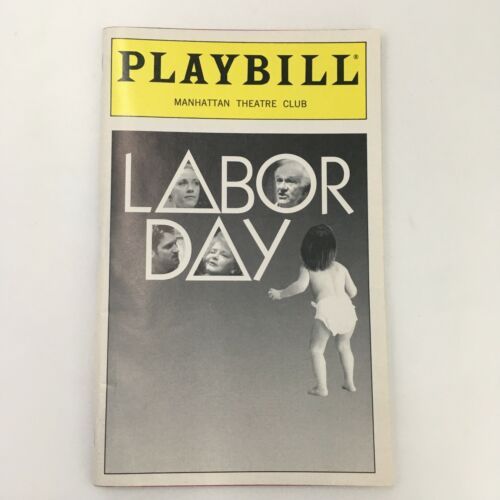 PLAYBILL®
MANHATTAN THEATRE CLUB
LABOR
DAY